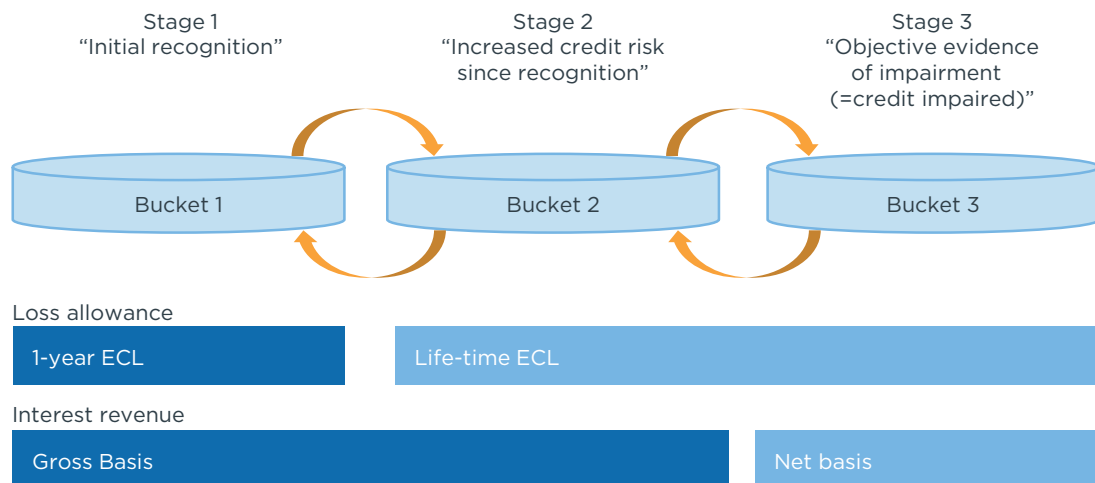 Stage 1
“Initial recognition”
Stage 2
“Increased credit risk
since recognition”
Stage 3
“Objective evidence
of impairment
(=credit impaired)”
Bucket 1
Bucket 2
Bucket 3
Loss allowance
1-year ECL
Life-time ECL
Interest revenue
Gross Basis
Net basis